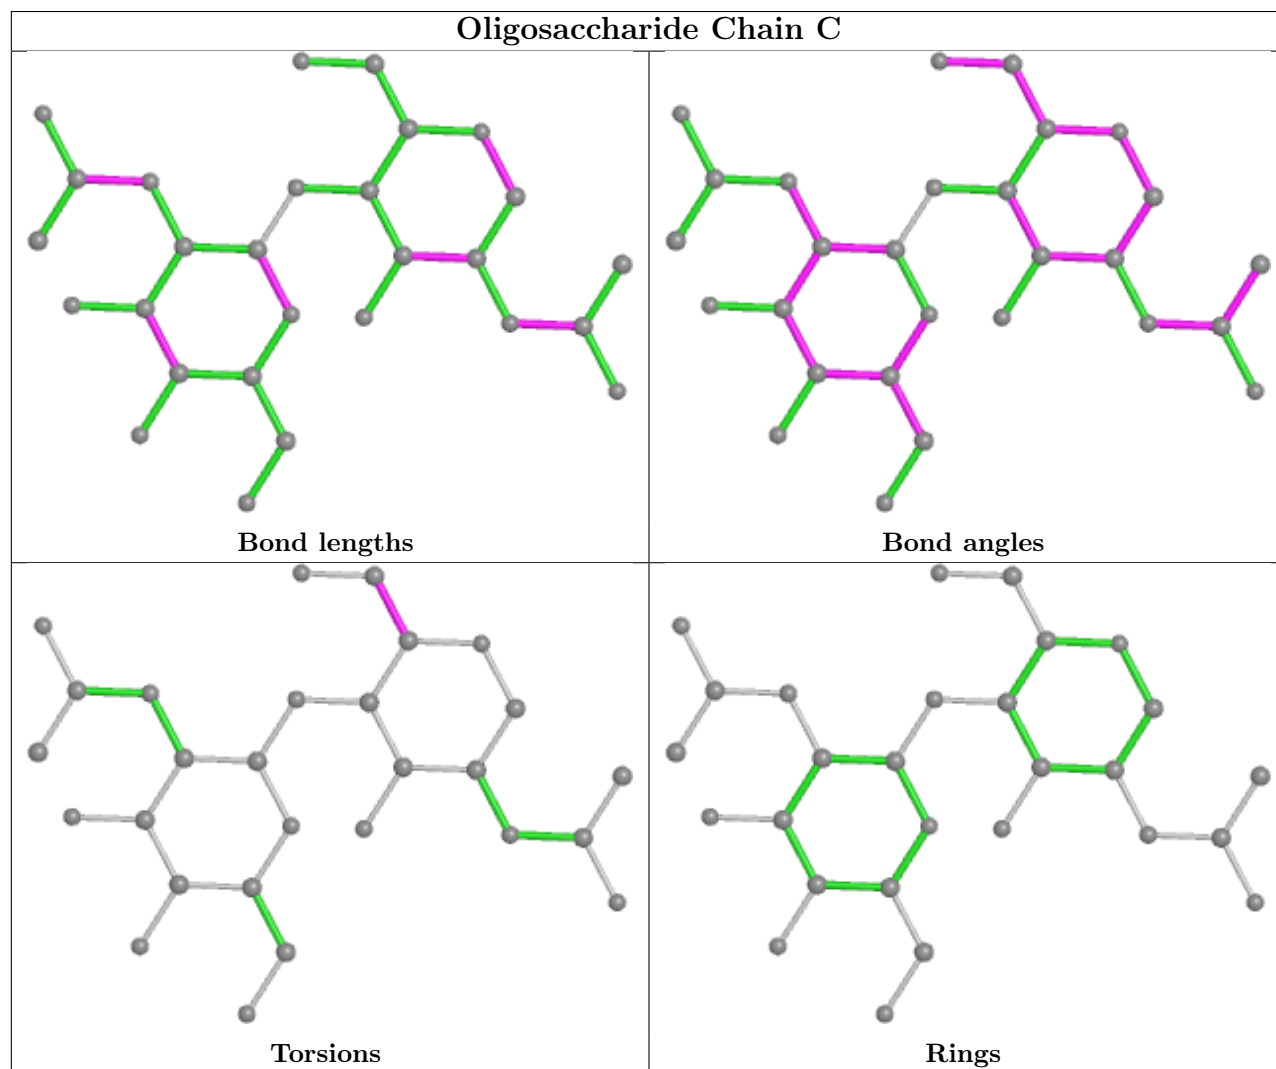 Oligosaccharide Chain C
Bond lengths
Bond angles
Torsions
Rings